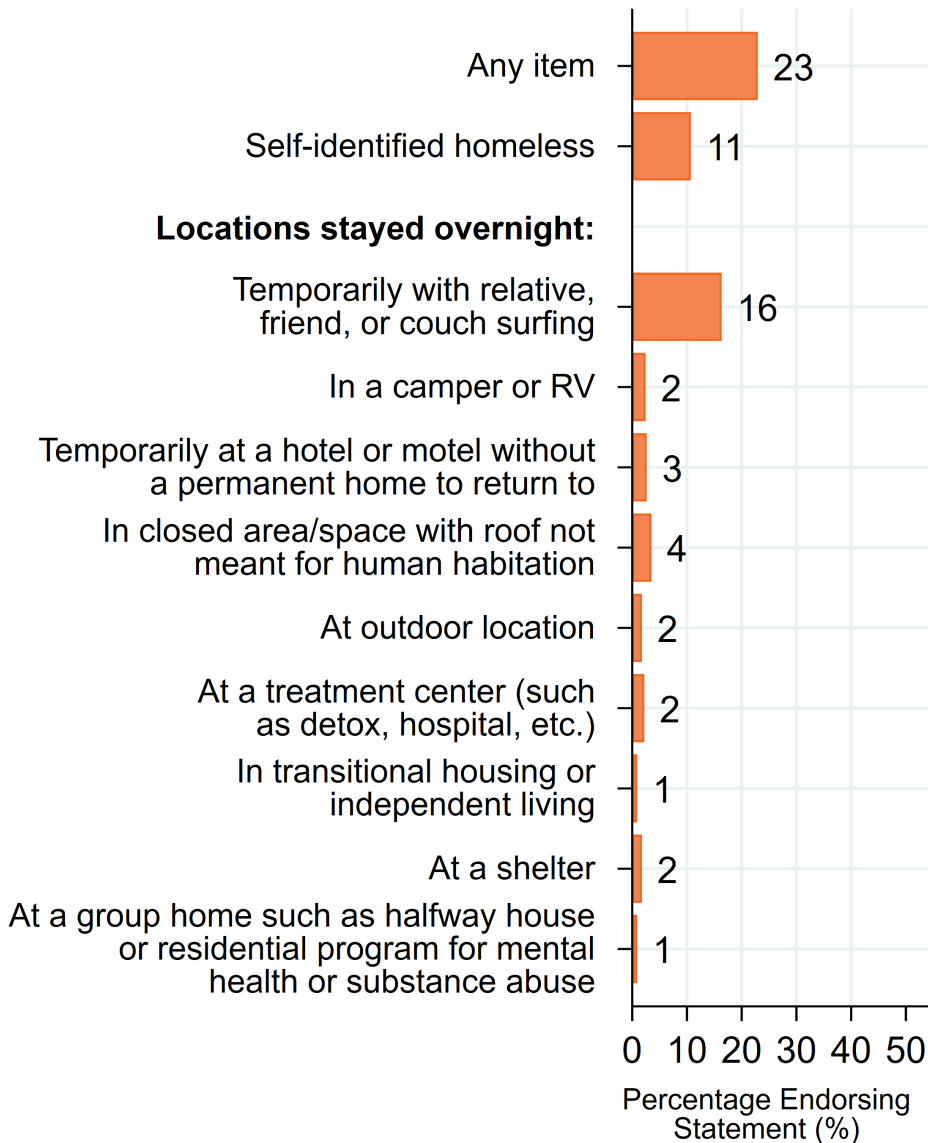 Any item
23
Self-identified homeless
11
Locations stayed overnight:
Temporarily with relative,
friend, or couch surfing
16
In a camper or RV
2
Temporarily at a hotel or motel without
a permanent home to return to
3
In closed area/space with roof not
meant for human habitation
4
At outdoor location
2
At a treatment center (such
as detox, hospital, etc.)
2
In transitional housing or
independent living
1
At a shelter
2
At a group home such as halfway house
or residential program for mental
health or substance abuse
1
0 10 20 30 40 50
Percentage Endorsing
Statement (%)